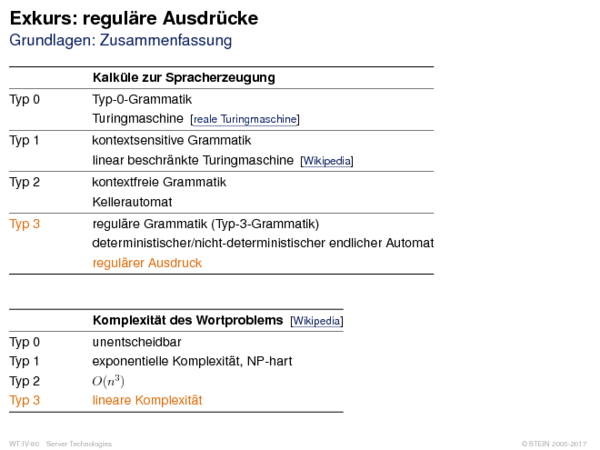 Exkurs: reguläre Ausdrücke
Grundlagen: Zusammenfassung
Kalküle zur Spracherzeugung
Typ 0 Typ-0-Grammatik
Turingmaschine [reale Turingmaschine]
Typ 1 kontextsensitive Grammatik
linear beschränkte Turingmaschine [Wikipedia]
Typ 2 kontextfreie Grammatik
Kellerautomat
Typ 3 reguläre Grammatik (Typ-3-Grammatik)
deterministischer/nicht-deterministischer endlicher Automat
regulärer Ausdruck
Komplexität des Wortproblems [Wikipedia]
Typ 0 unentscheidbar
Typ 1 exponentielle Komplexität, NP-hart
Typ 2 O(n³)
Typ 3 lineare Komplexität
WT:IV-60 Server Technologies © STEIN 2005-2017